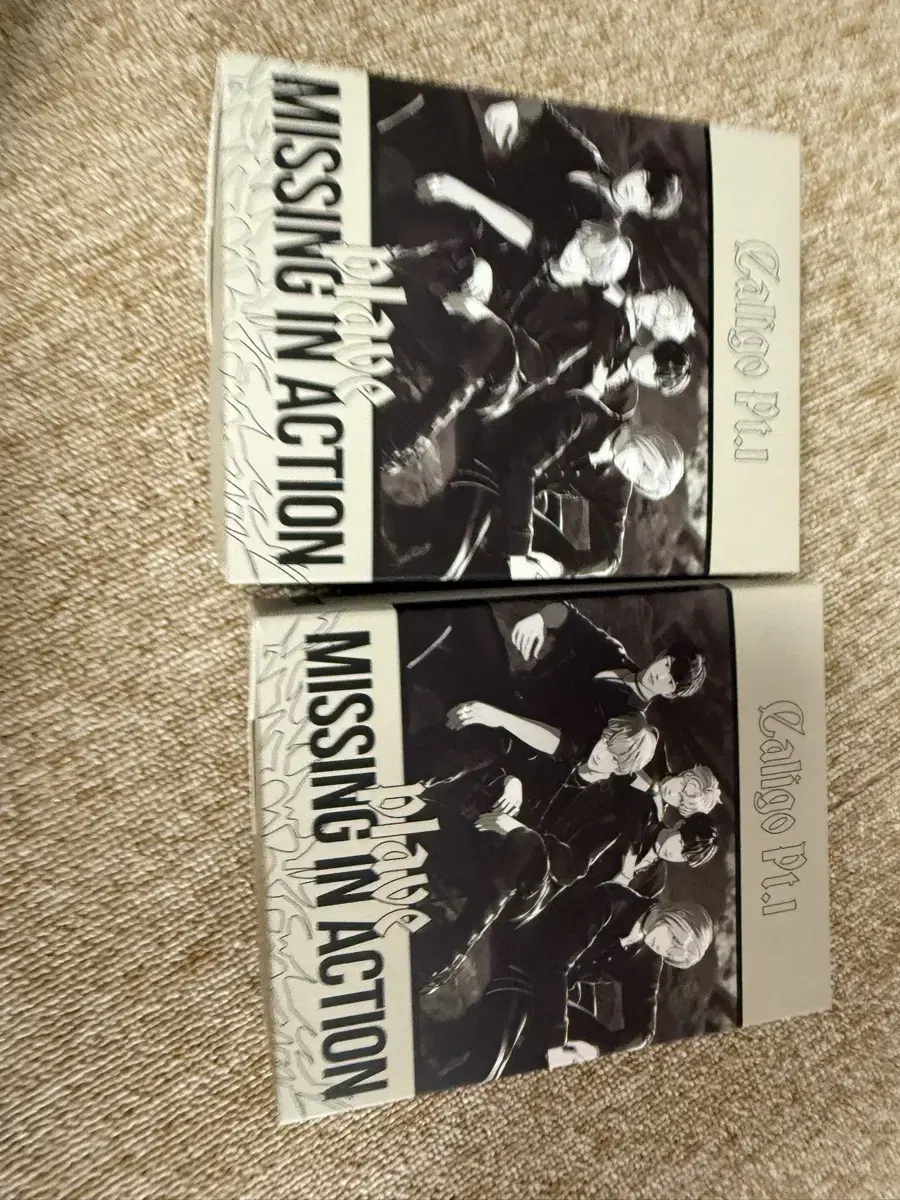 Caligo Pt.1
plave
MISSING IN ACTION
Caligo Pt.1
plave
MISSING IN ACTION